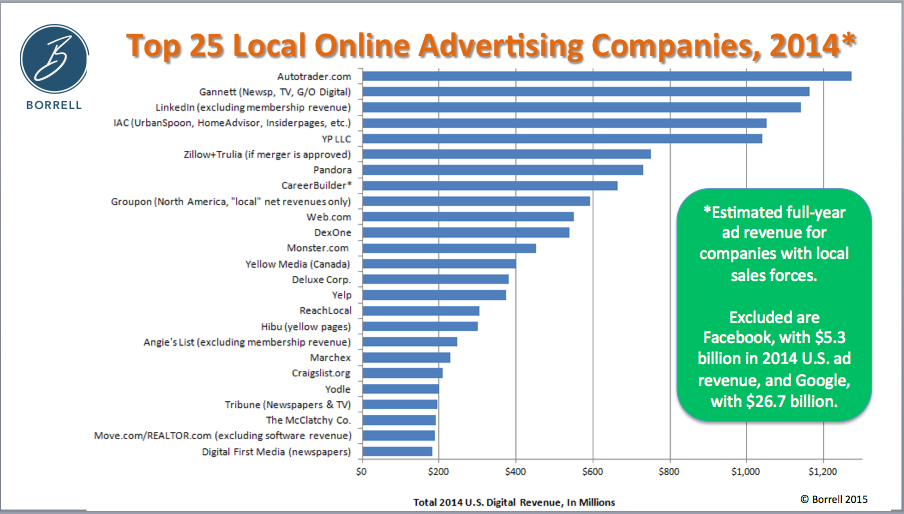 B
BORRELL
Top 25 Local Online Advertising Companies, 2014*
Autotrader.com
Gannett (Newsp, TV, G/O Digital)
LinkedIn (excluding membership revenue)
IAC (UrbanSpoon, HomeAdvisor, Insiderpages, etc.)
YP LLC
Zillow+Trulia (if merger is approved)
Pandora
CareerBuilder*
Groupon (North America, "local" net revenues only)
Web.com
DexOne
Monster.com
Yellow Media (Canada)
Deluxe Corp.
Yelp
ReachLocal
Hibu (yellow pages)
Angie's List (excluding membership revenue)
Marchex
Craigslist.org
Yodle
Tribune (Newspapers & TV)
The McClatchy Co.
Move.com/REALTOR.com (excluding software revenue)
Digital First Media (newspapers)
$0 $200 $400 $600 $800 $1,000 $1,200
Total 2014 U.S. Digital Revenue, In Millions
*Estimated full-year
ad revenue for
companies with local
sales forces.
Excluded are
Facebook, with $5.3
billion in 2014 U.S. ad
revenue, and Google,
with $26.7 billion.
© Borrell 2015